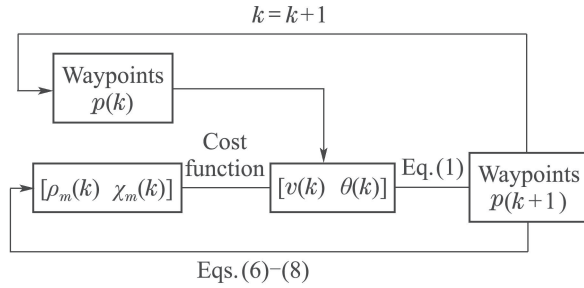 k = k+1
Waypoints
p(k)
Cost
function
[ρₘ(k) χₘ(k)]
[v(k) θ(k)]
Eq. (1)
Waypoints
p(k+1)
Eqs. (6)–(8)